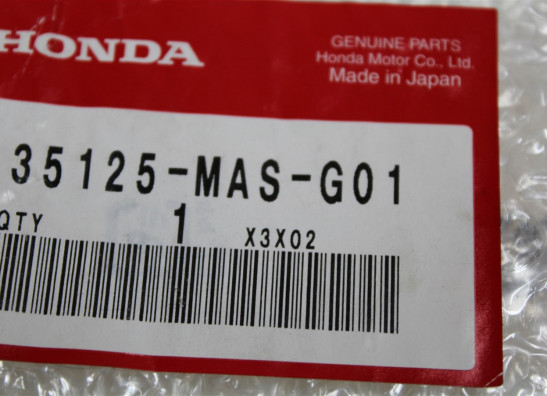 HONDA
GENUINE PARTS
Honda Motor Co., Ltd.
Made in Japan
35125-MAS-G01
QTY 1 X3X02